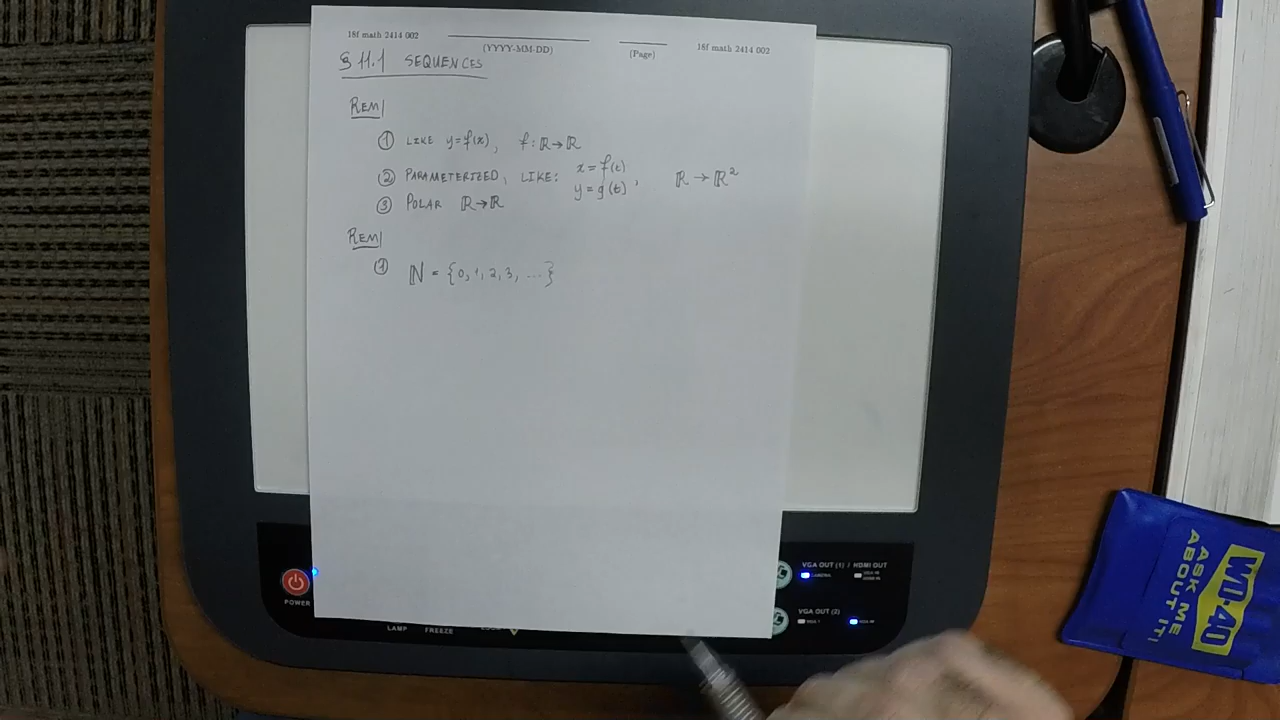 18f math 2414 002
(YYYY-MM-DD)
(Page)
18f math 2414 002
§ 11.1 SEQUENCES
REM
① LIKE y=f(x), f: ℝ→ℝ
② PARAMETERIZED, LIKE: x=f(t)
y=g(t), ℝ→ℝ²
③ POLAR ℝ→ℝ
REM
① ℕ = {0,1,2,3, ...}
POWER
LAMP
FREEZE
VGA OUT (1) / HDMI OUT
VGA OUT (2)
WD-40
ASK ME
ABOUT IT!